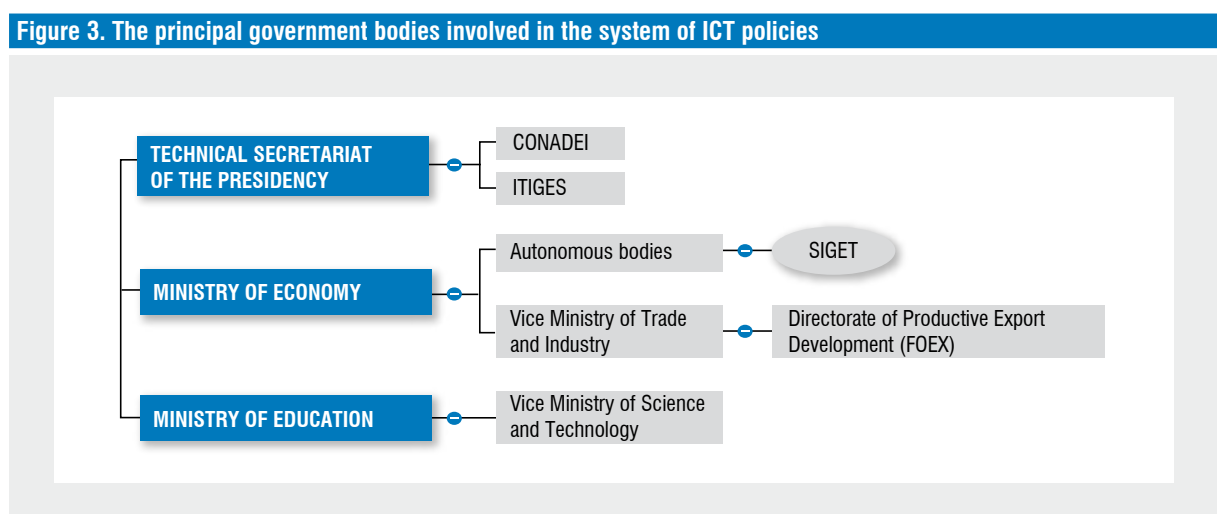 Figure 3. The principal government bodies involved in the system of ICT policies
TECHNICAL SECRETARIAT
OF THE PRESIDENCY
CONADEI
ITIGES
MINISTRY OF ECONOMY
Autonomous bodies
SIGET
Vice Ministry of Trade
and Industry
Directorate of Productive Export
Development (FOEX)
MINISTRY OF EDUCATION
Vice Ministry of Science
and Technology